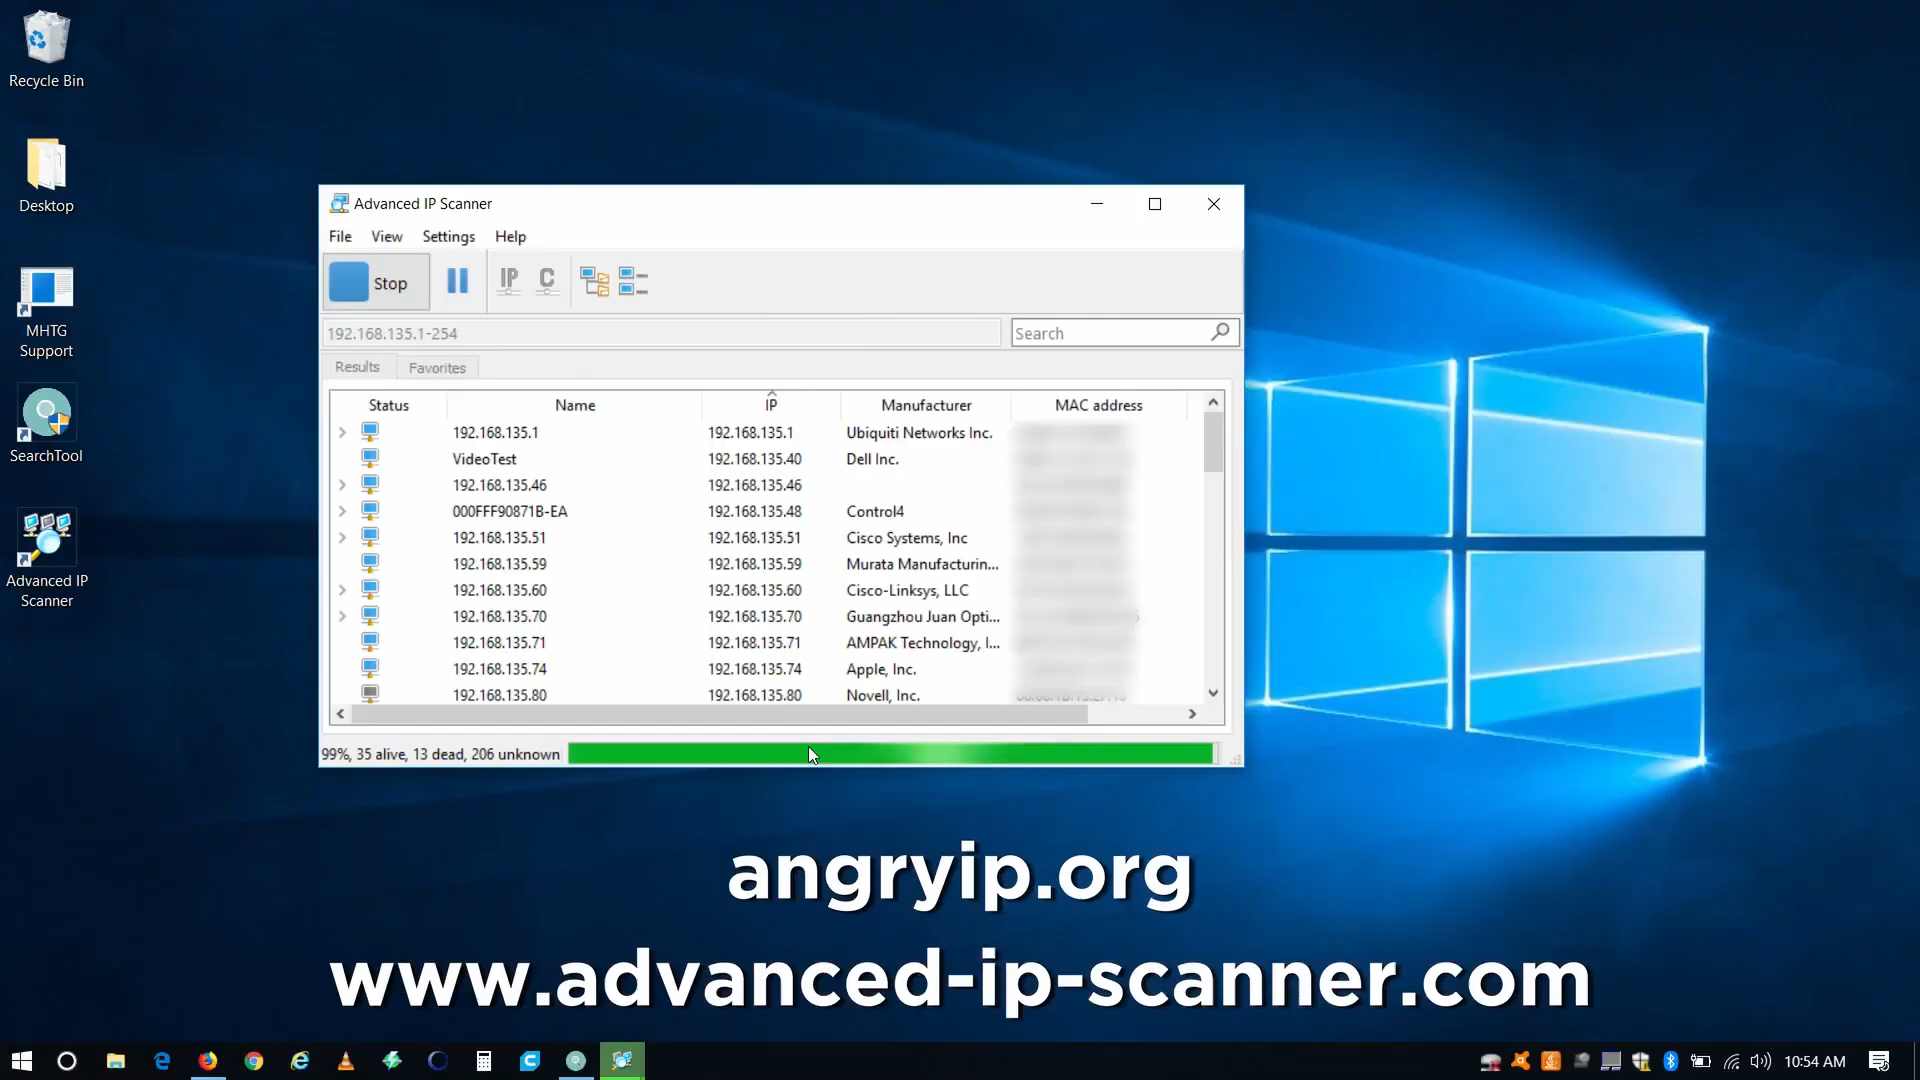 Recycle Bin
Desktop
MHTG
Support
SearchTool
Advanced IP
Scanner
Advanced IP Scanner
File View Settings Help
Stop IP C
192.168.135.1-254 Search
Results Favorites
Status Name IP Manufacturer MAC address
192.168.135.1 192.168.135.1 Ubiquiti Networks Inc.
VideoTest 192.168.135.40 Dell Inc.
192.168.135.46 192.168.135.46
000FFF90871B-EA 192.168.135.48 Control4
192.168.135.51 192.168.135.51 Cisco Systems, Inc
192.168.135.59 192.168.135.59 Murata Manufacturin...
192.168.135.60 192.168.135.60 Cisco-Linksys, LLC
192.168.135.70 192.168.135.70 Guangzhou Juan Opti...
192.168.135.71 192.168.135.71 AMPAK Technology, I...
192.168.135.74 192.168.135.74 Apple, Inc.
192.168.135.80 192.168.135.80 Novell, Inc.
99%, 35 alive, 13 dead, 206 unknown
angryip.org
www.advanced-ip-scanner.com
10:54 AM